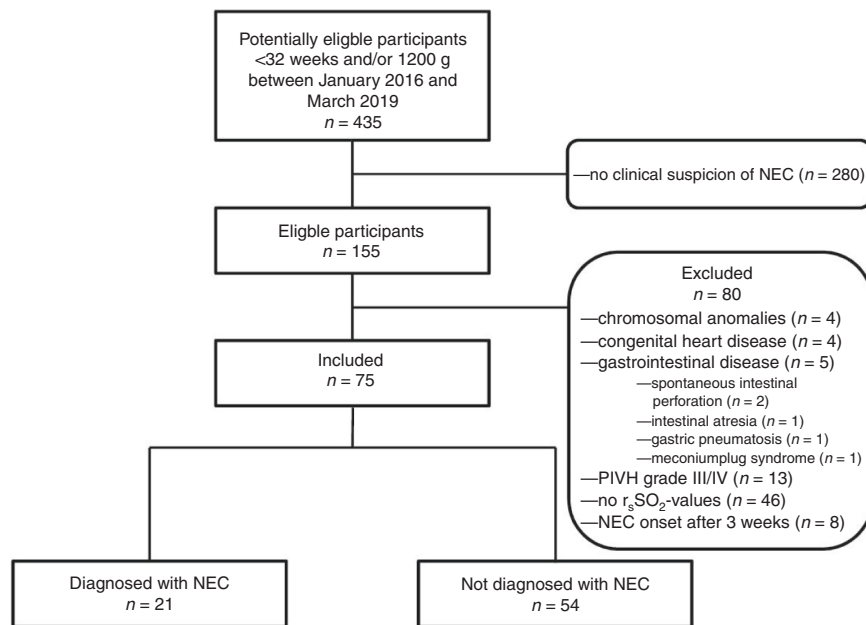 Potentially eligible participants
<32 weeks and/or 1200 g
between January 2016 and
March 2019
n = 435
—no clinical suspicion of NEC (n = 280)
Eligble participants
n = 155
Excluded
n = 80
—chromosomal anomalies (n = 4)
—congenital heart disease (n = 4)
—gastrointestinal disease (n = 5)
—spontaneous intestinal
perforation (n = 2)
—intestinal atresia (n = 1)
—gastric pneumatosis (n = 1)
—meconiumplug syndrome (n = 1)
—PIVH grade III/IV (n = 13)
—no rₛSO₂-values (n = 46)
—NEC onset after 3 weeks (n = 8)
Included
n = 75
Diagnosed with NEC
n = 21
Not diagnosed with NEC
n = 54